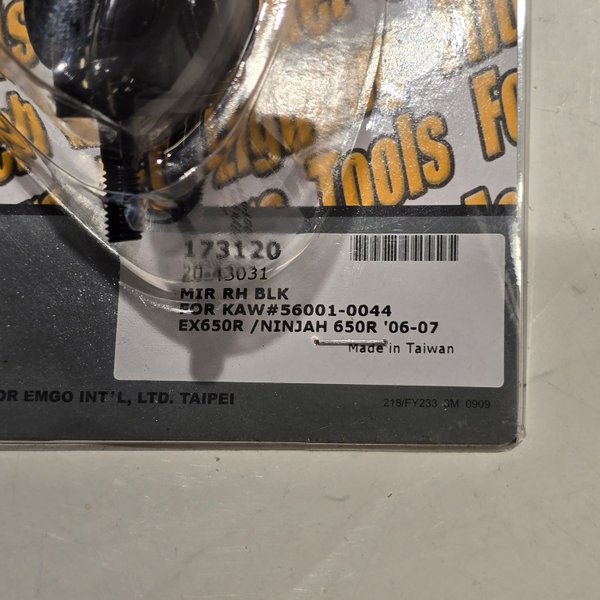 Tools Fo
173120
20-43031
MIR RH BLK
FOR KAW#56001-0044
EX650R /NINJAH 650R '06-07
Made in Taiwan
OR EMGO INT'L, LTD. TAIPEI
218/FY233 3M 0909